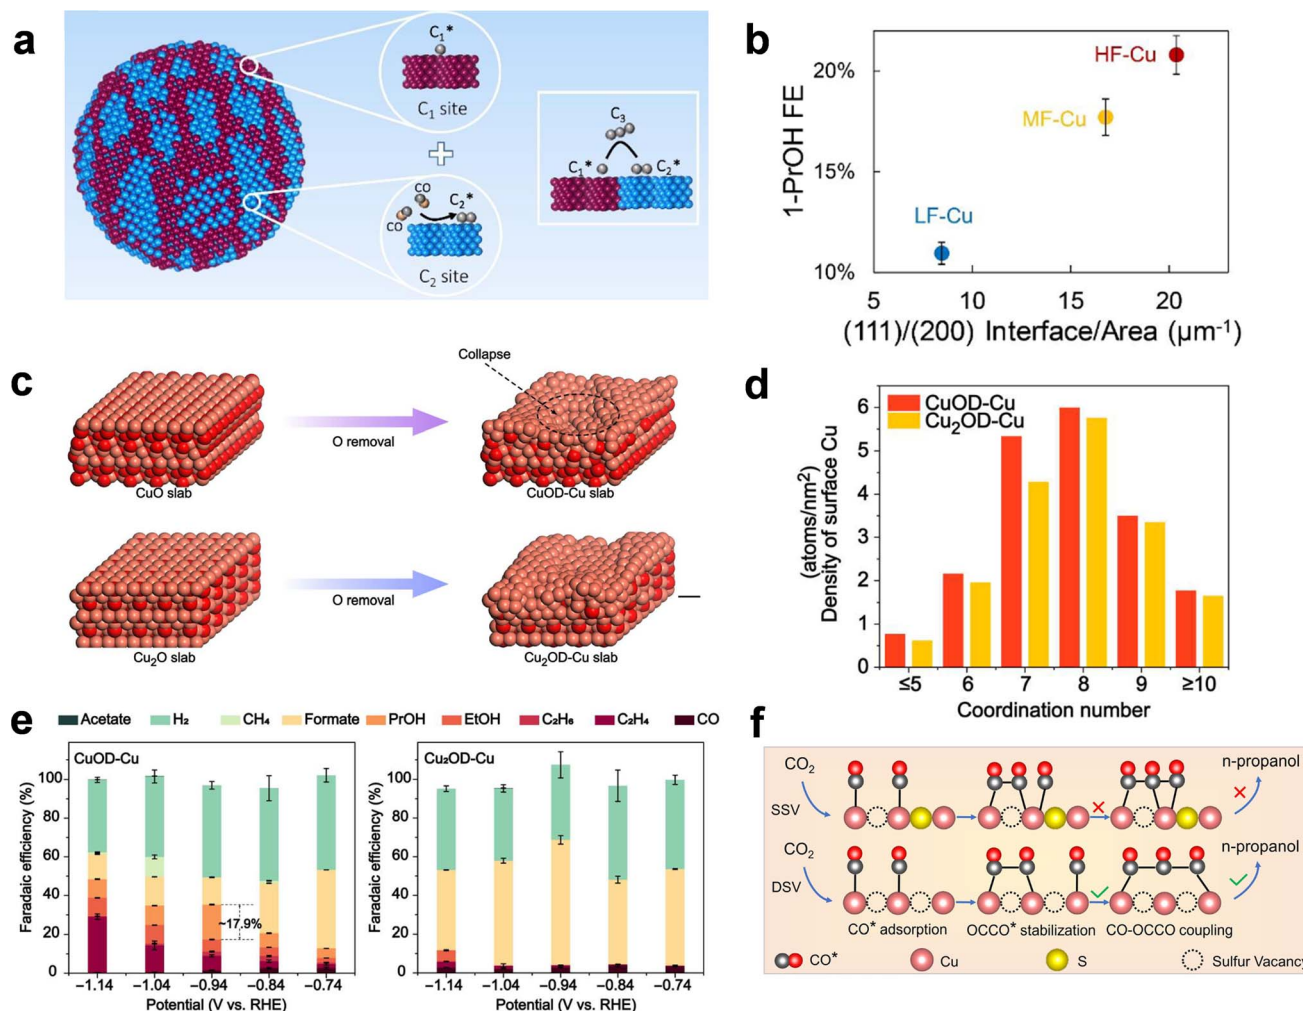 a
C₁*
C₁ site
CO
CO
C₂*
C₂ site
C₃
C₁*
C₂*
b
1-PrOH FE
20%
15%
10%
HF-Cu
MF-Cu
LF-Cu
5
10
15
20
(111)/(200) Interface/Area (µm⁻¹)
c
Collapse
O removal
CuO slab
CuOD-Cu slab
O removal
Cu₂O slab
Cu₂OD-Cu slab
d
(atoms/nm²)
Density of surface Cu
6
5
4
3
2
1
0
CuOD-Cu
Cu₂OD-Cu
≤5
6
7
8
9
≥10
Coordination number
e
Acetate
H₂
CH₄
Formate
PrOH
EtOH
C₂H₆
C₂H₄
CO
CuOD-Cu
Faradaic efficiency (%)
100
80
60
40
20
0
~17.9%
−1.14
−1.04
−0.94
−0.84
−0.74
Potential (V vs. RHE)
Cu₂OD-Cu
Faradaic efficiency (%)
100
80
60
40
20
0
−1.14
−1.04
−0.94
−0.84
−0.74
Potential (V vs. RHE)
f
CO₂
SSV
n-propanol
CO₂
DSV
n-propanol
CO* adsorption
OCCO* stabilization
CO-OCCO coupling
CO*
Cu
S
Sulfur Vacancy